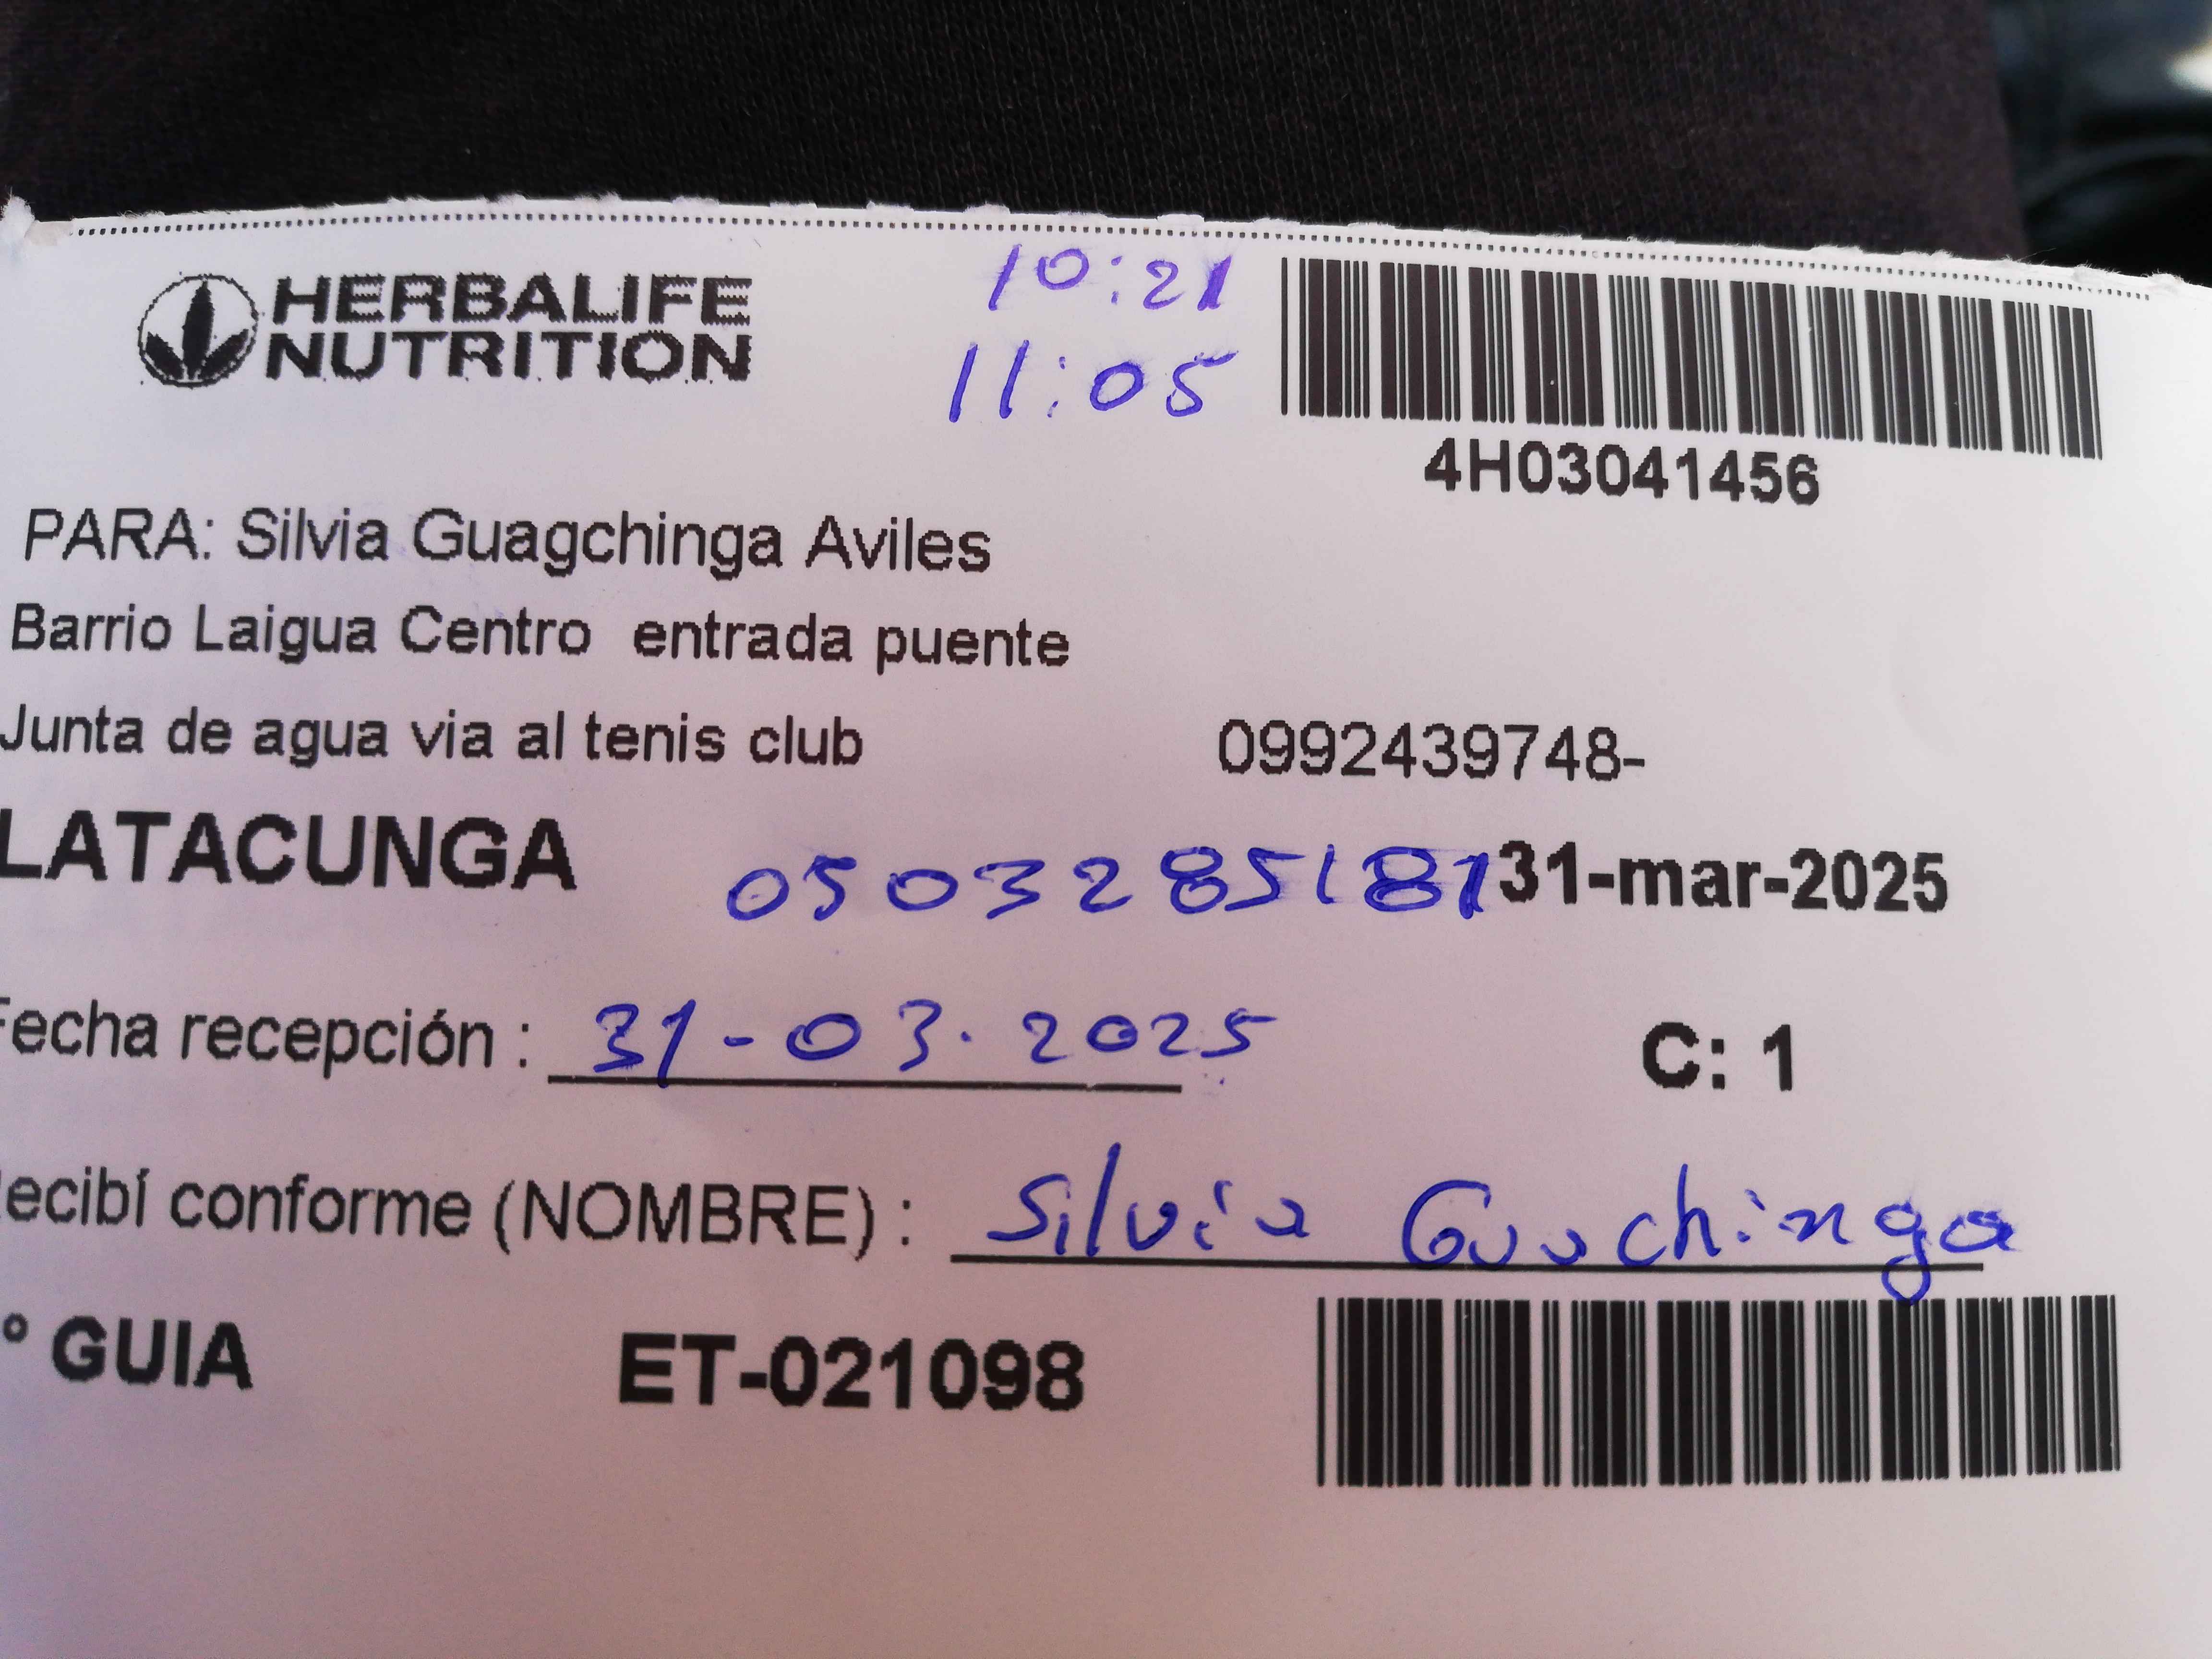 HERBALIFE
NUTRITION
10:21
11:05
4H03041456
PARA: Silvia Guagchinga Aviles
Barrio Laigua Centro entrada puente
Junta de agua via al tenis club 0992439748-
LATACUNGA 0503285181 31-mar-2025
Fecha recepción : 31-03.2025 C: 1
ecibí conforme (NOMBRE) : Silvia Guachinga
° GUIA ET-021098